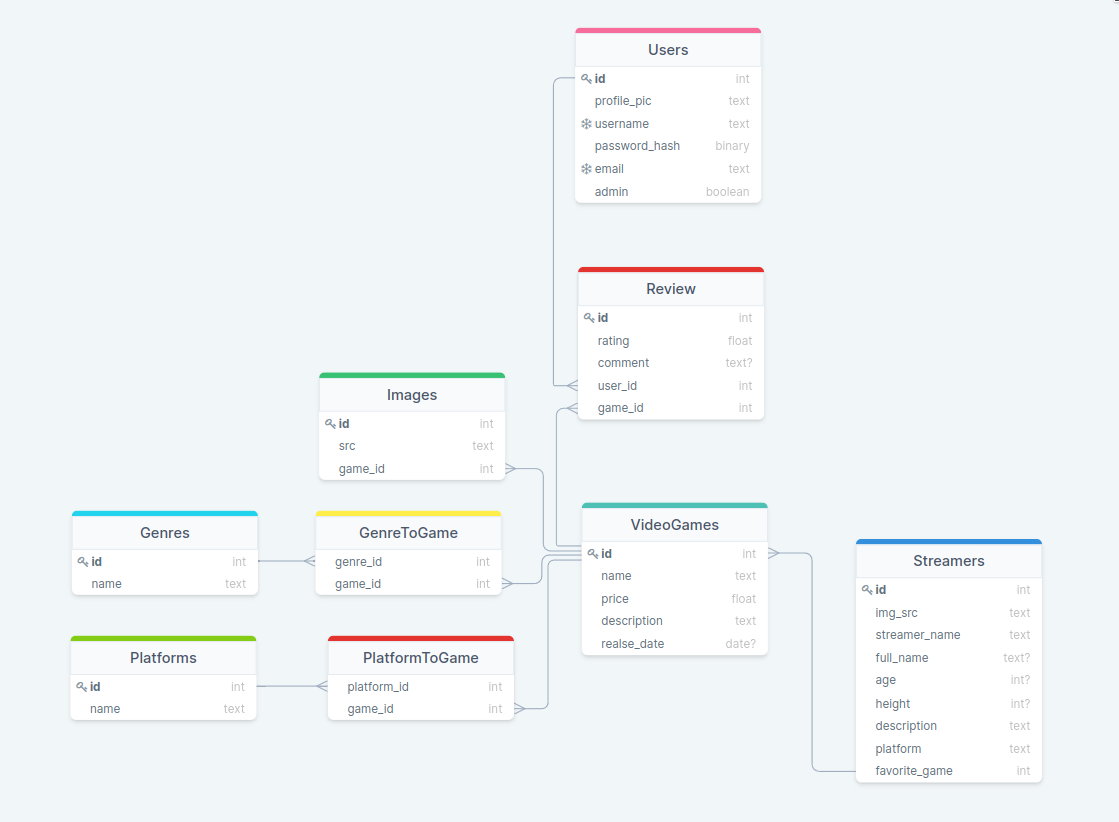 Users
id int
profile_pic text
username text
password_hash binary
email text
admin boolean
Review
id int
rating float
comment text?
user_id int
game_id int
Images
id int
src text
game_id int
Genres
id int
name text
GenreToGame
genre_id int
game_id int
VideoGames
id int
name text
price float
description text
realse_date date?
Streamers
id int
img_src text
streamer_name text
full_name text?
age int?
height int?
description text
platform text
favorite_game int
Platforms
id int
name text
PlatformToGame
platform_id int
game_id int